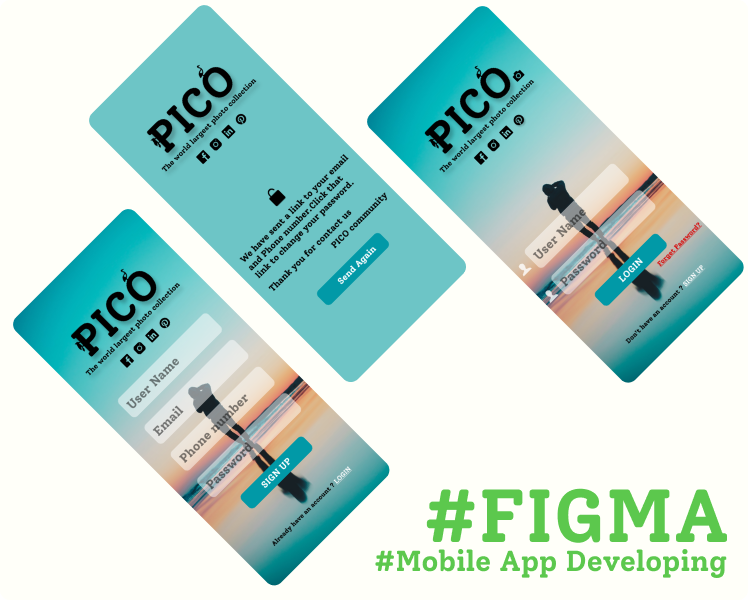 PICO
The world largest photo collection
We have sent a link to your email
and Phone number.Click that
link to change your password.
Thank you for contact us
PICO community
Send Again
PICO
The world largest photo collection
User Name
Password
LOGIN
Forget Password?
Don't have an account ? SIGN UP
PICO
The world largest photo collection
User Name
Email
Phone number
Password
SIGN UP
Already have an account ? LOGIN
#FIGMA
#Mobile App Developing